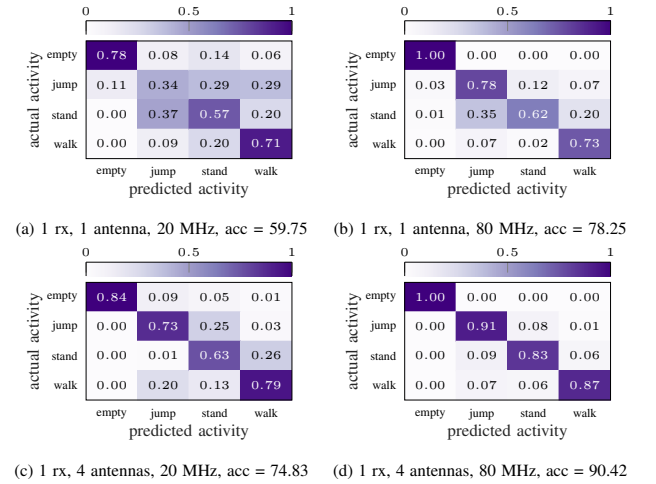 0 0.5 1
actual activity
empty 0.78 0.08 0.14 0.06
jump 0.11 0.34 0.29 0.29
stand 0.00 0.37 0.57 0.20
walk 0.00 0.09 0.20 0.71
empty jump stand walk
predicted activity
(a) 1 rx, 1 antenna, 20 MHz, acc = 59.75
0 0.5 1
actual activity
empty 1.00 0.00 0.00 0.00
jump 0.03 0.78 0.12 0.07
stand 0.01 0.35 0.62 0.20
walk 0.00 0.07 0.02 0.73
empty jump stand walk
predicted activity
(b) 1 rx, 1 antenna, 80 MHz, acc = 78.25
0 0.5 1
actual activity
empty 0.84 0.09 0.05 0.01
jump 0.00 0.73 0.25 0.03
stand 0.00 0.01 0.63 0.26
walk 0.00 0.20 0.13 0.79
empty jump stand walk
predicted activity
(c) 1 rx, 4 antennas, 20 MHz, acc = 74.83
0 0.5 1
actual activity
empty 1.00 0.00 0.00 0.00
jump 0.00 0.91 0.08 0.01
stand 0.00 0.09 0.83 0.06
walk 0.00 0.07 0.06 0.87
empty jump stand walk
predicted activity
(d) 1 rx, 4 antennas, 80 MHz, acc = 90.42